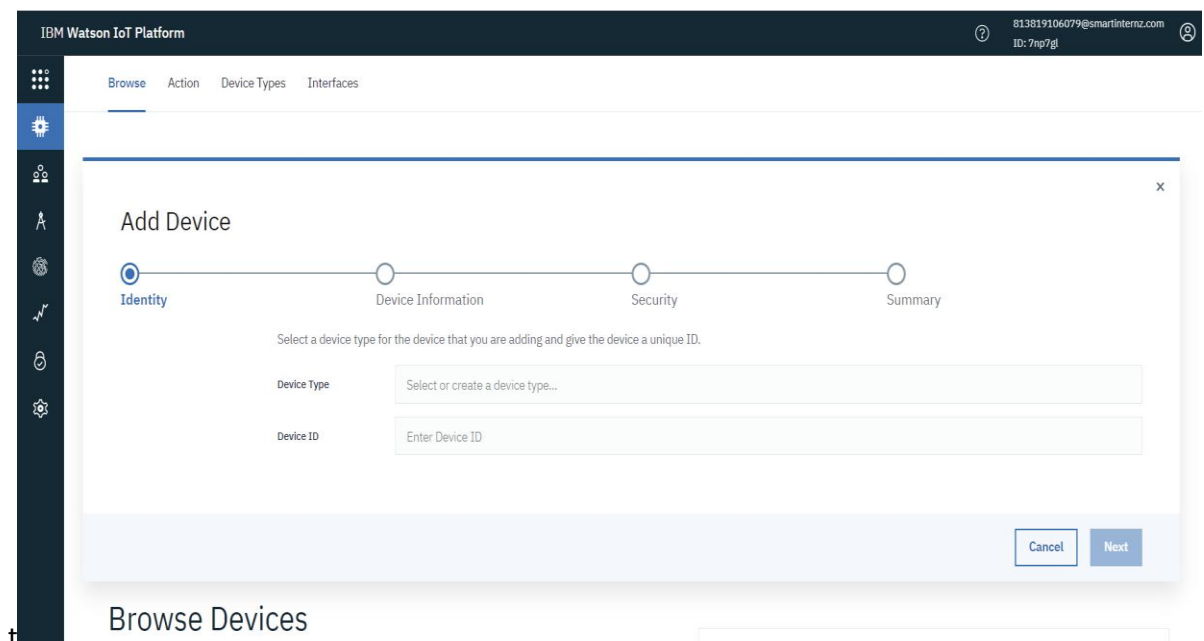 IBM Watson IoT Platform
813819106079@smartinternz.com
ID: 7np7gl
Browse Action Device Types Interfaces
x
Add Device
Identity Device Information Security Summary
Select a device type for the device that you are adding and give the device a unique ID.
Device Type Select or create a device type...
Device ID Enter Device ID
Cancel Next
Browse Devices
t